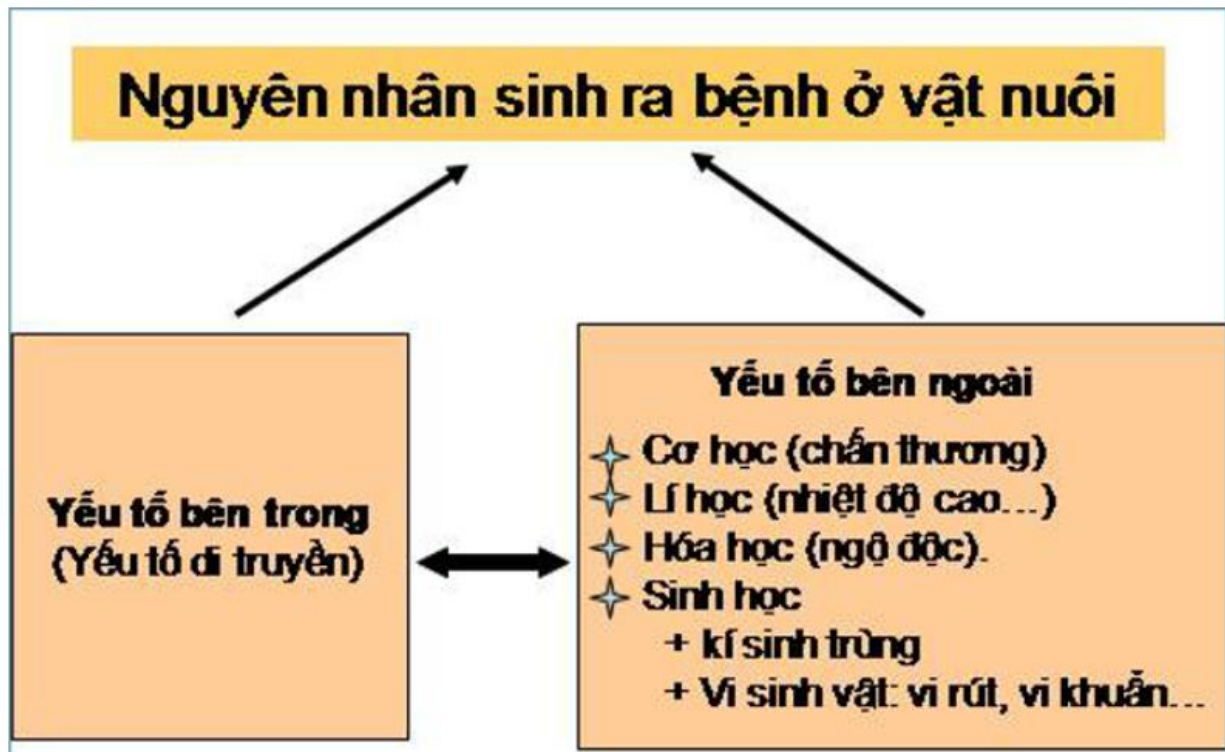 Nguyên nhân sinh ra bệnh ở vật nuôi
Yếu tố bên trong
(Yếu tố di truyền)
Yếu tố bên ngoài
Cơ học (chấn thương)
Lí học (nhiệt độ cao...)
Hóa học (ngộ độc).
Sinh học
+ kí sinh trùng
+ Vi sinh vật: vi rút, vi khuẩn...